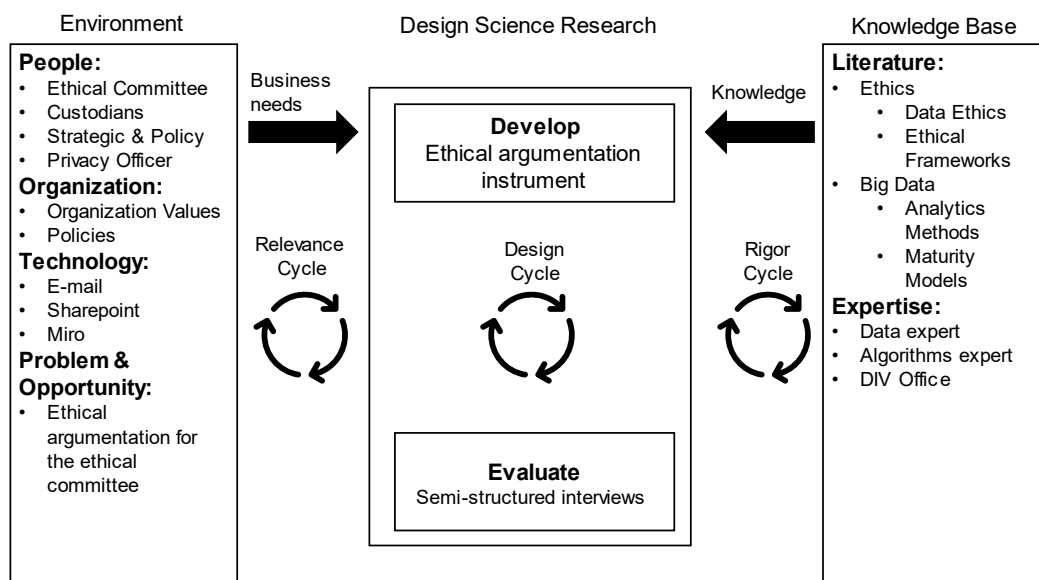 Environment
People:
• Ethical Committee
• Custodians
• Strategic & Policy
• Privacy Officer
Organization:
• Organization Values
• Policies
Technology:
• E-mail
• Sharepoint
• Miro
Problem &
Opportunity:
• Ethical
argumentation for
the ethical
committee
Business
needs
Relevance
Cycle
Design Science Research
Develop
Ethical argumentation
instrument
Design
Cycle
Evaluate
Semi-structured interviews
Knowledge
Rigor
Cycle
Knowledge Base
Literature:
• Ethics
• Data Ethics
• Ethical
Frameworks
• Big Data
• Analytics
Methods
• Maturity
Models
Expertise:
• Data expert
• Algorithms expert
• DIV Office